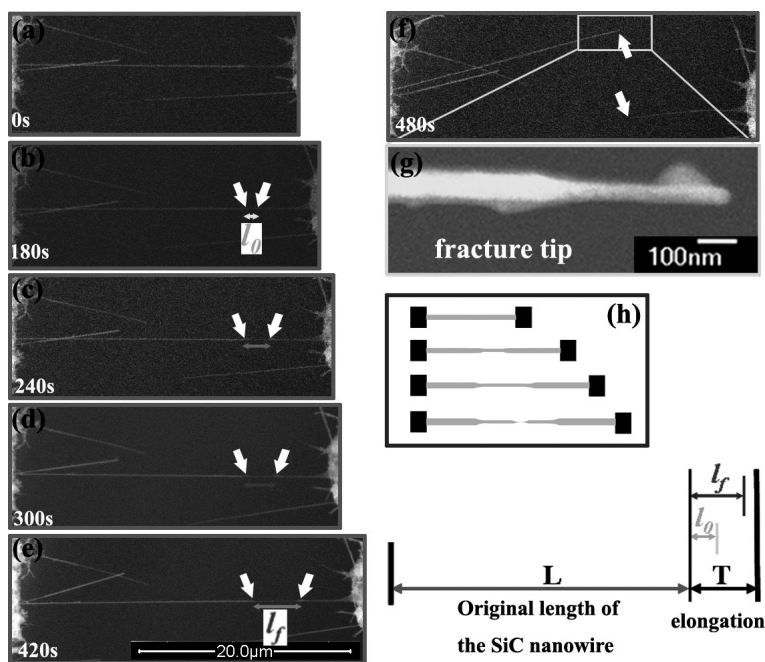 (a)
0s
(b)
l0
180s
(c)
240s
(d)
300s
(e)
lf
420s
20.0μm
(f)
480s
(g)
fracture tip
100nm
(h)
lf
l0
L
T
Original length of
the SiC nanowire
elongation